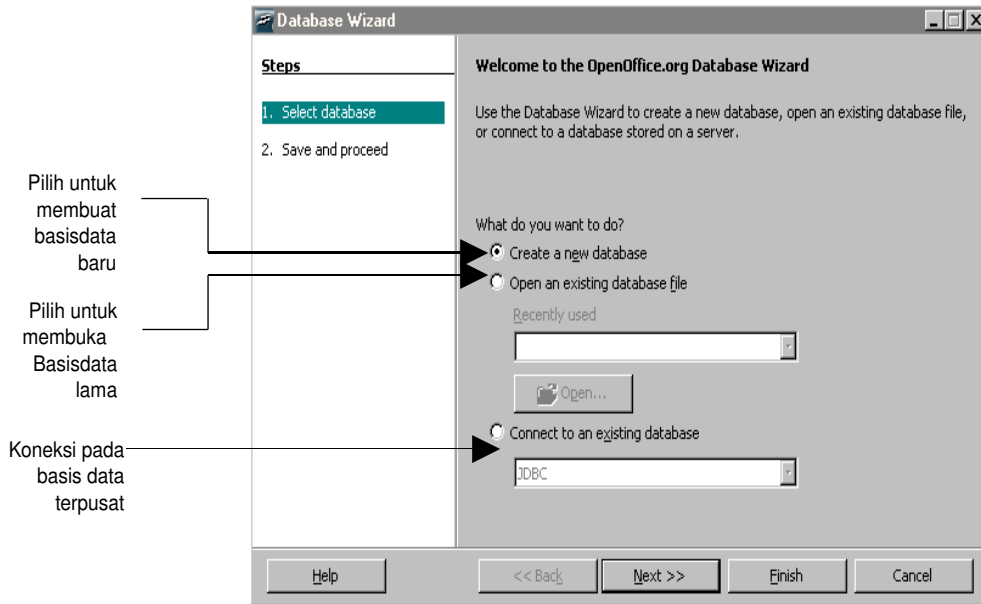 Database Wizard
Steps
1. Select database
2. Save and proceed
Welcome to the OpenOffice.org Database Wizard
Use the Database Wizard to create a new database, open an existing database file,
or connect to a database stored on a server.
What do you want to do?
Create a new database
Open an existing database file
Recently used
Open...
Connect to an existing database
JDBC
Help
<< Back
Next >>
Finish
Cancel
Pilih untuk
membuat
basisdata
baru
Pilih untuk
membuka
Basisdata
lama
Koneksi pada
basis data
terpusat